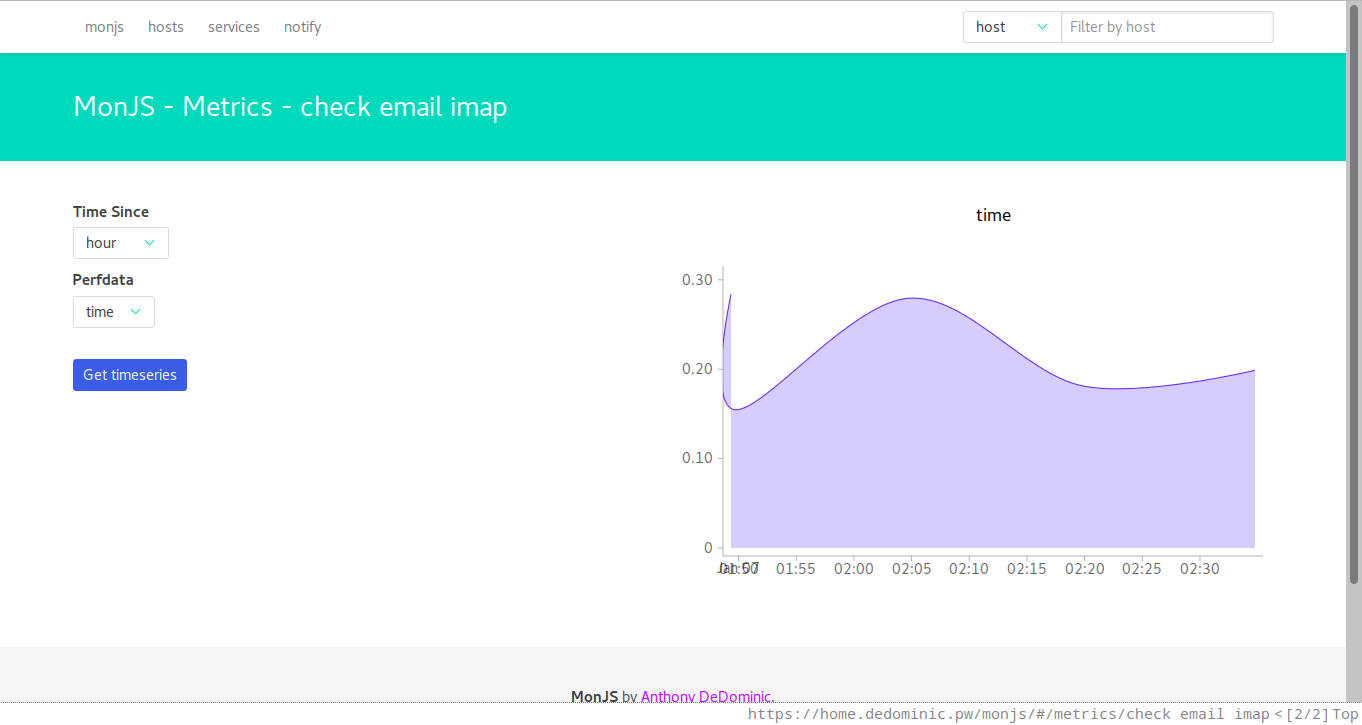 monjs hosts services notify host Filter by host
MonJS - Metrics - check email imap
Time Since
hour
Perfdata
time
Get timeseries
time
0.30
0.20
0.10
0
01:50 01:55 02:00 02:05 02:10 02:15 02:20 02:25 02:30
MonJS by Anthony DeDominic.
https://home.dedominic.pw/monjs/#/metrics/check email imap<[2/2]Top